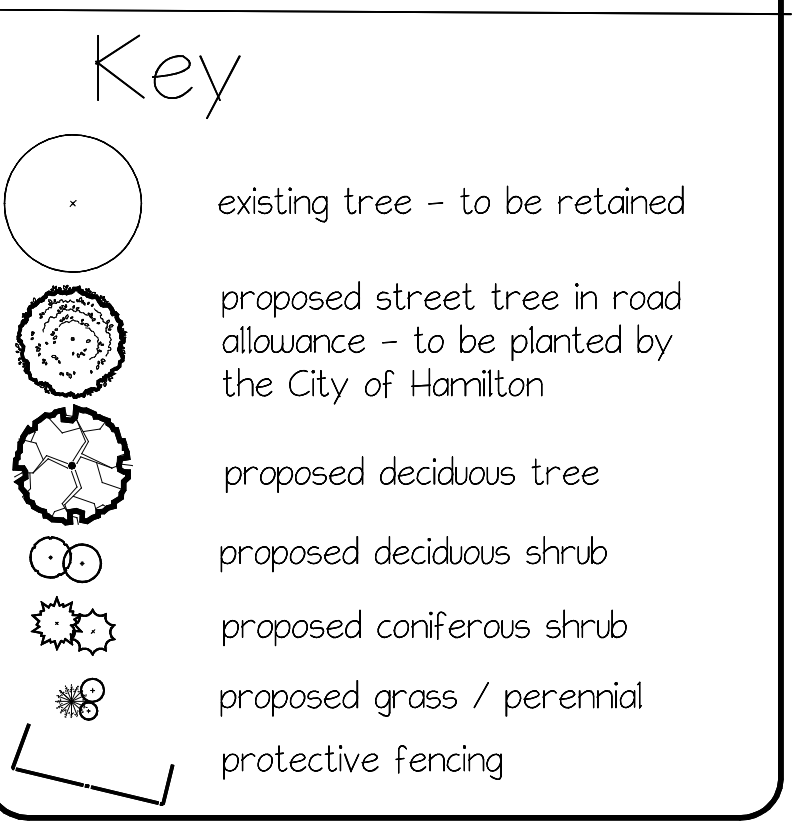 Key
existing tree - to be retained
proposed street tree in road
allowance - to be planted by
the City of Hamilton
proposed deciduous tree
proposed deciduous shrub
proposed coniferous shrub
proposed grass / perennial
protective fencing